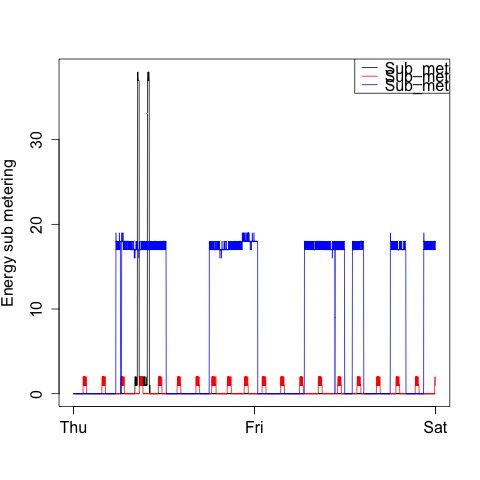 Sub_met
Sub_met
Sub_met
Energy sub metering
30
20
10
0
Thu Fri Sat